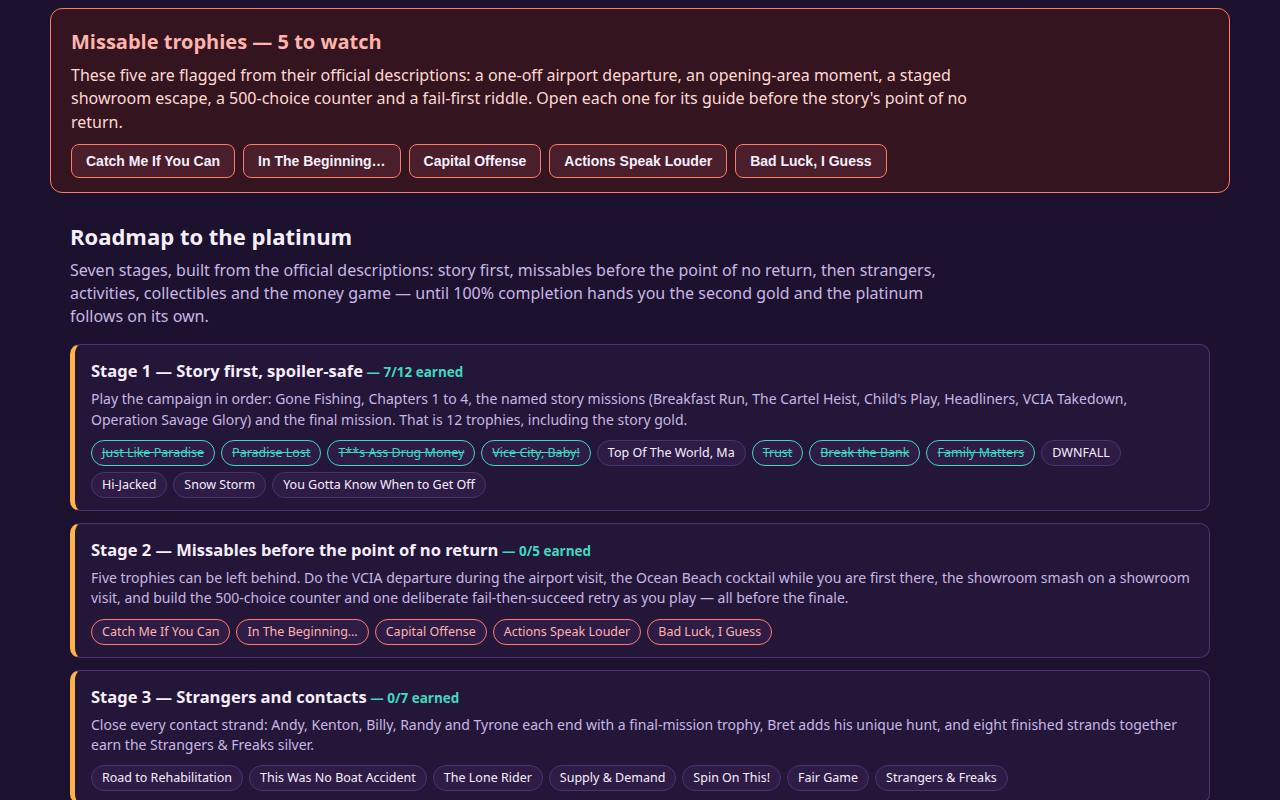 Missable trophies — 5 to watch
These five are flagged from their official descriptions: a one-off airport departure, an opening-area moment, a staged
showroom escape, a 500-choice counter and a fail-first riddle. Open each one for its guide before the story's point of no
return.
Catch Me If You Can In The Beginning… Capital Offense Actions Speak Louder Bad Luck, I Guess
Roadmap to the platinum
Seven stages, built from the official descriptions: story first, missables before the point of no return, then strangers,
activities, collectibles and the money game — until 100% completion hands you the second gold and the platinum
follows on its own.
Stage 1 — Story first, spoiler-safe — 7/12 earned
Play the campaign in order: Gone Fishing, Chapters 1 to 4, the named story missions (Breakfast Run, The Cartel Heist, Child's Play, Headliners, VCIA Takedown,
Operation Savage Glory) and the final mission. That is 12 trophies, including the story gold.
Just Like Paradise Paradise Lost T**s Ass Drug Money Vice City, Baby! Top Of The World, Ma Trust Break the Bank Family Matters DWNFALL
Hi-Jacked Snow Storm You Gotta Know When to Get Off
Stage 2 — Missables before the point of no return — 0/5 earned
Five trophies can be left behind. Do the VCIA departure during the airport visit, the Ocean Beach cocktail while you are first there, the showroom smash on a showroom
visit, and build the 500-choice counter and one deliberate fail-then-succeed retry as you play — all before the finale.
Catch Me If You Can In The Beginning… Capital Offense Actions Speak Louder Bad Luck, I Guess
Stage 3 — Strangers and contacts — 0/7 earned
Close every contact strand: Andy, Kenton, Billy, Randy and Tyrone each end with a final-mission trophy, Bret adds his unique hunt, and eight finished strands together
earn the Strangers & Freaks silver.
Road to Rehabilitation This Was No Boat Accident The Lone Rider Supply & Demand Spin On This! Fair Game Strangers & Freaks